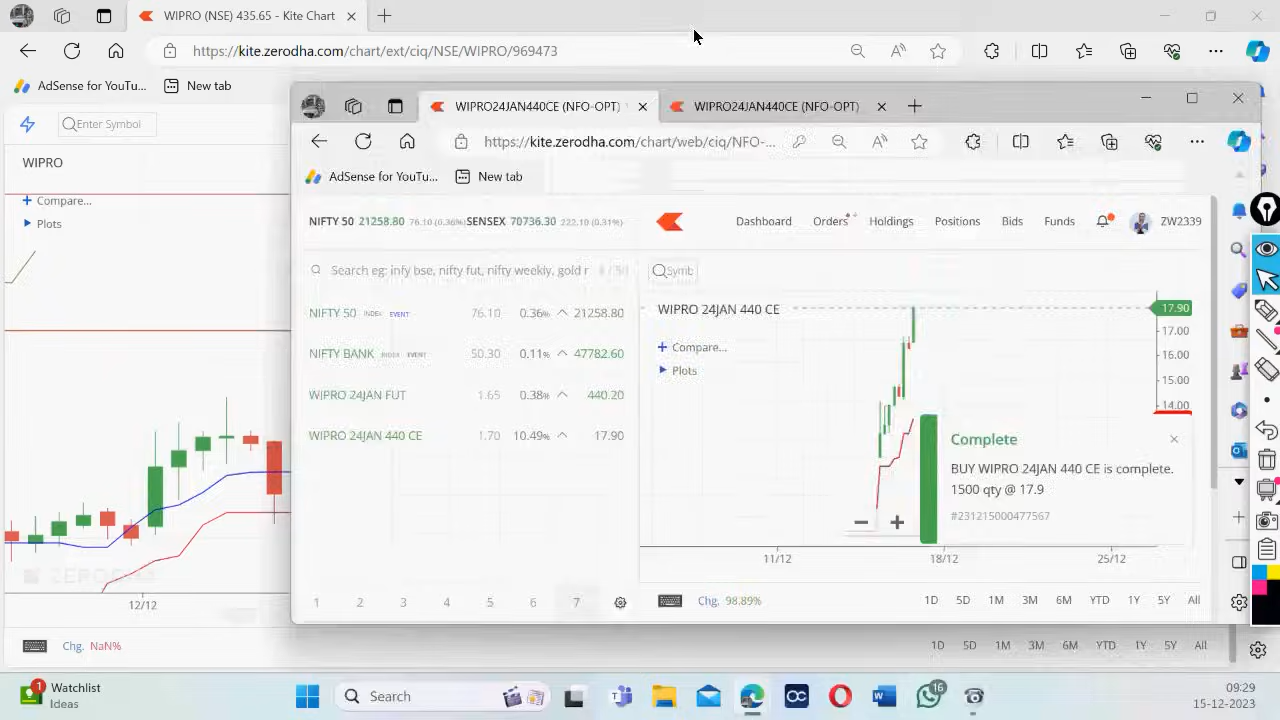 WIPRO (NSE) 435.65 - Kite Chart
https://kite.zerodha.com/chart/ext/ciq/NSE/WIPRO/969473
AdSense for YouTu... New tab
Enter Symbol
WIPRO
Compare...
Plots
ZERODHA
12/12
Chg. NaN%
1D 5D 1M 3M 6M YTD 1Y 5Y All
WIPRO24JAN440CE (NFO-OPT)
WIPRO24JAN440CE (NFO-OPT)
https://kite.zerodha.com/chart/web/ciq/NFO-...
AdSense for YouTu... New tab
NIFTY 50 21258.80 76.10 (0.36%) SENSEX 70736.30 222.10 (0.31%)
Dashboard Orders Holdings Positions Bids Funds ZW2339
Search eg: infy bse, nifty fut, nifty weekly, gold
NIFTY 50 INDEX EVENT 76.10 0.36% 21258.80
NIFTY BANK INDEX EVENT 50.30 0.11% 47782.60
WIPRO 24JAN FUT 1.65 0.38% 440.20
WIPRO 24JAN 440 CE 1.70 10.49% 17.90
1 2 3 4 5 6 7
Symb
WIPRO 24JAN 440 CE
Compare...
Plots
17.90
17.00
16.00
15.00
14.00
Complete
BUY WIPRO 24JAN 440 CE is complete.
1500 qty @ 17.9
#231215000477567
11/12 18/12 25/12
Chg. 98.89%
1D 5D 1M 3M 6M YTD 1Y 5Y All
1
Watchlist
Ideas
Search
16
09:29
15-12-2023